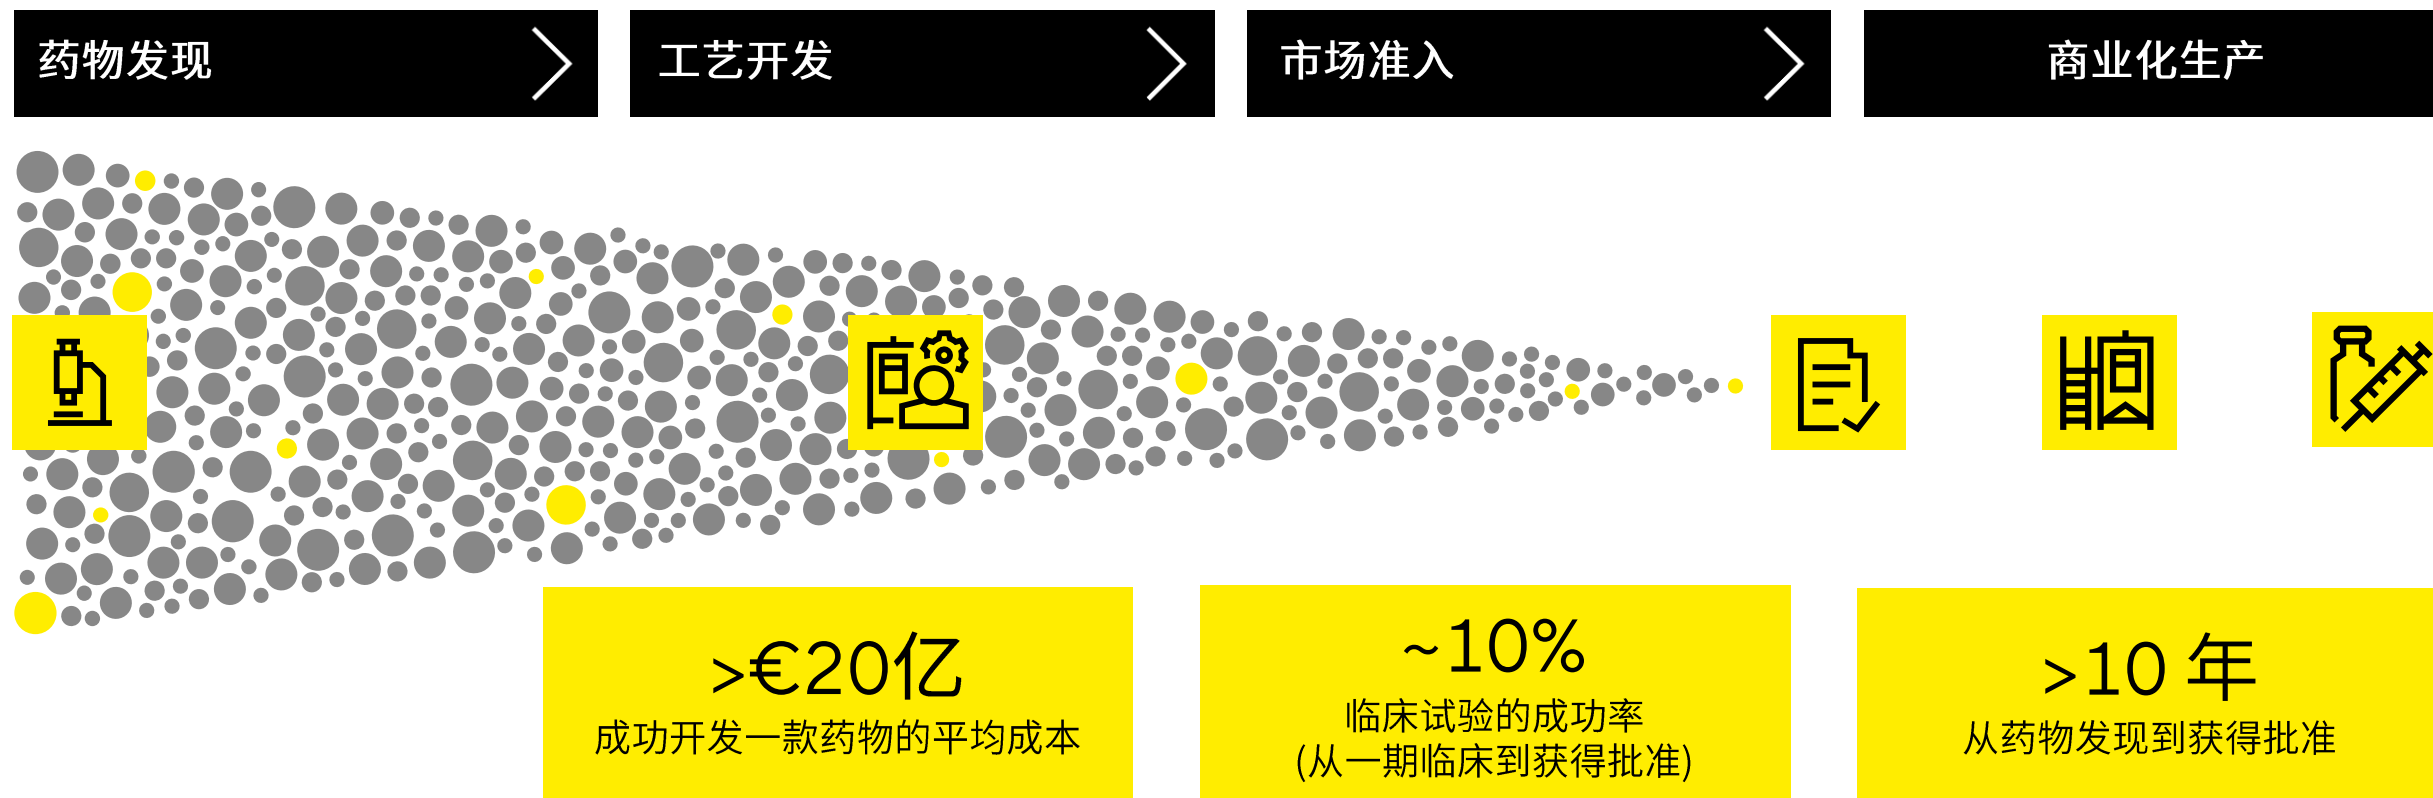 药物发现
工艺开发
市场准入
商业化生产
>€20亿
成功开发一款药物的平均成本
~10%
临床试验的成功率
(从一期临床到获得批准)
>10 年
从药物发现到获得批准